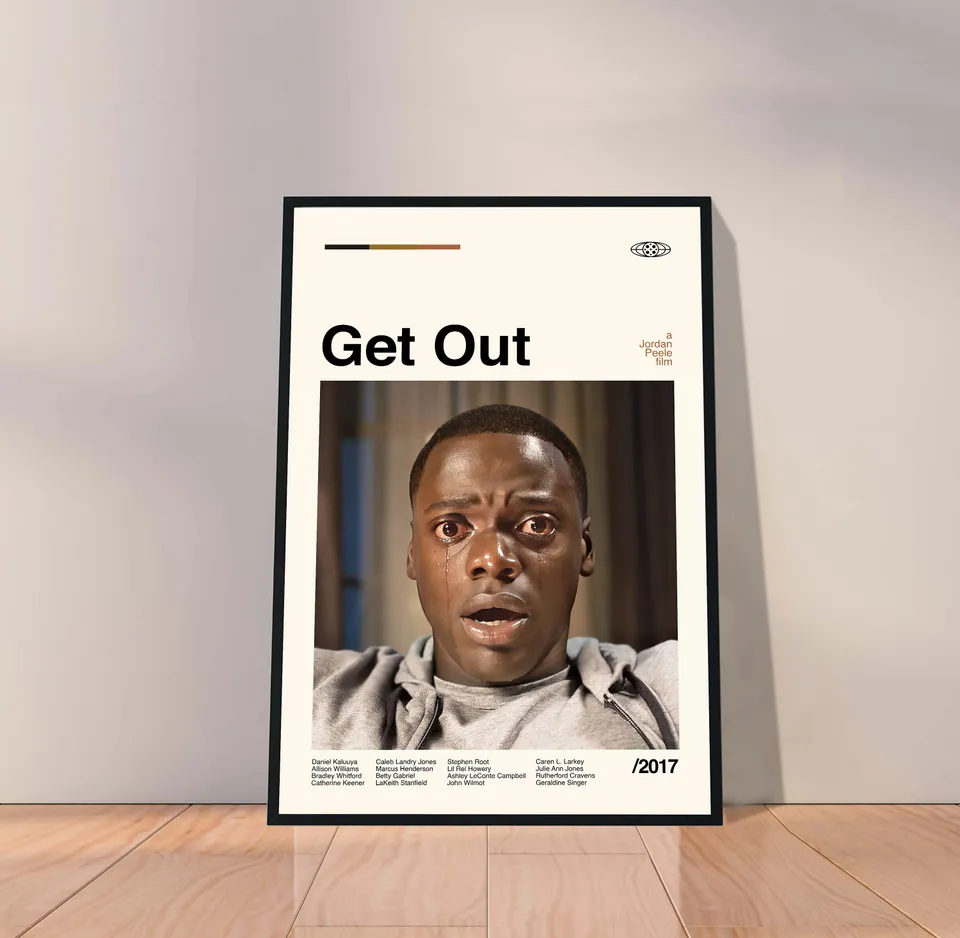 Get Out
a
Jordan
Peele
film
Daniel Kaluuya
Allison Williams
Bradley Whitford
Catherine Keener
Caleb Landry Jones
Marcus Henderson
Betty Gabriel
LaKeith Stanfield
Stephen Root
Lil Rel Howery
Ashley LeConte Campbell
John Wilmot
Caren L. Larkey
Julie Ann Jones
Rutherford Cravens
Geraldine Singer
/2017